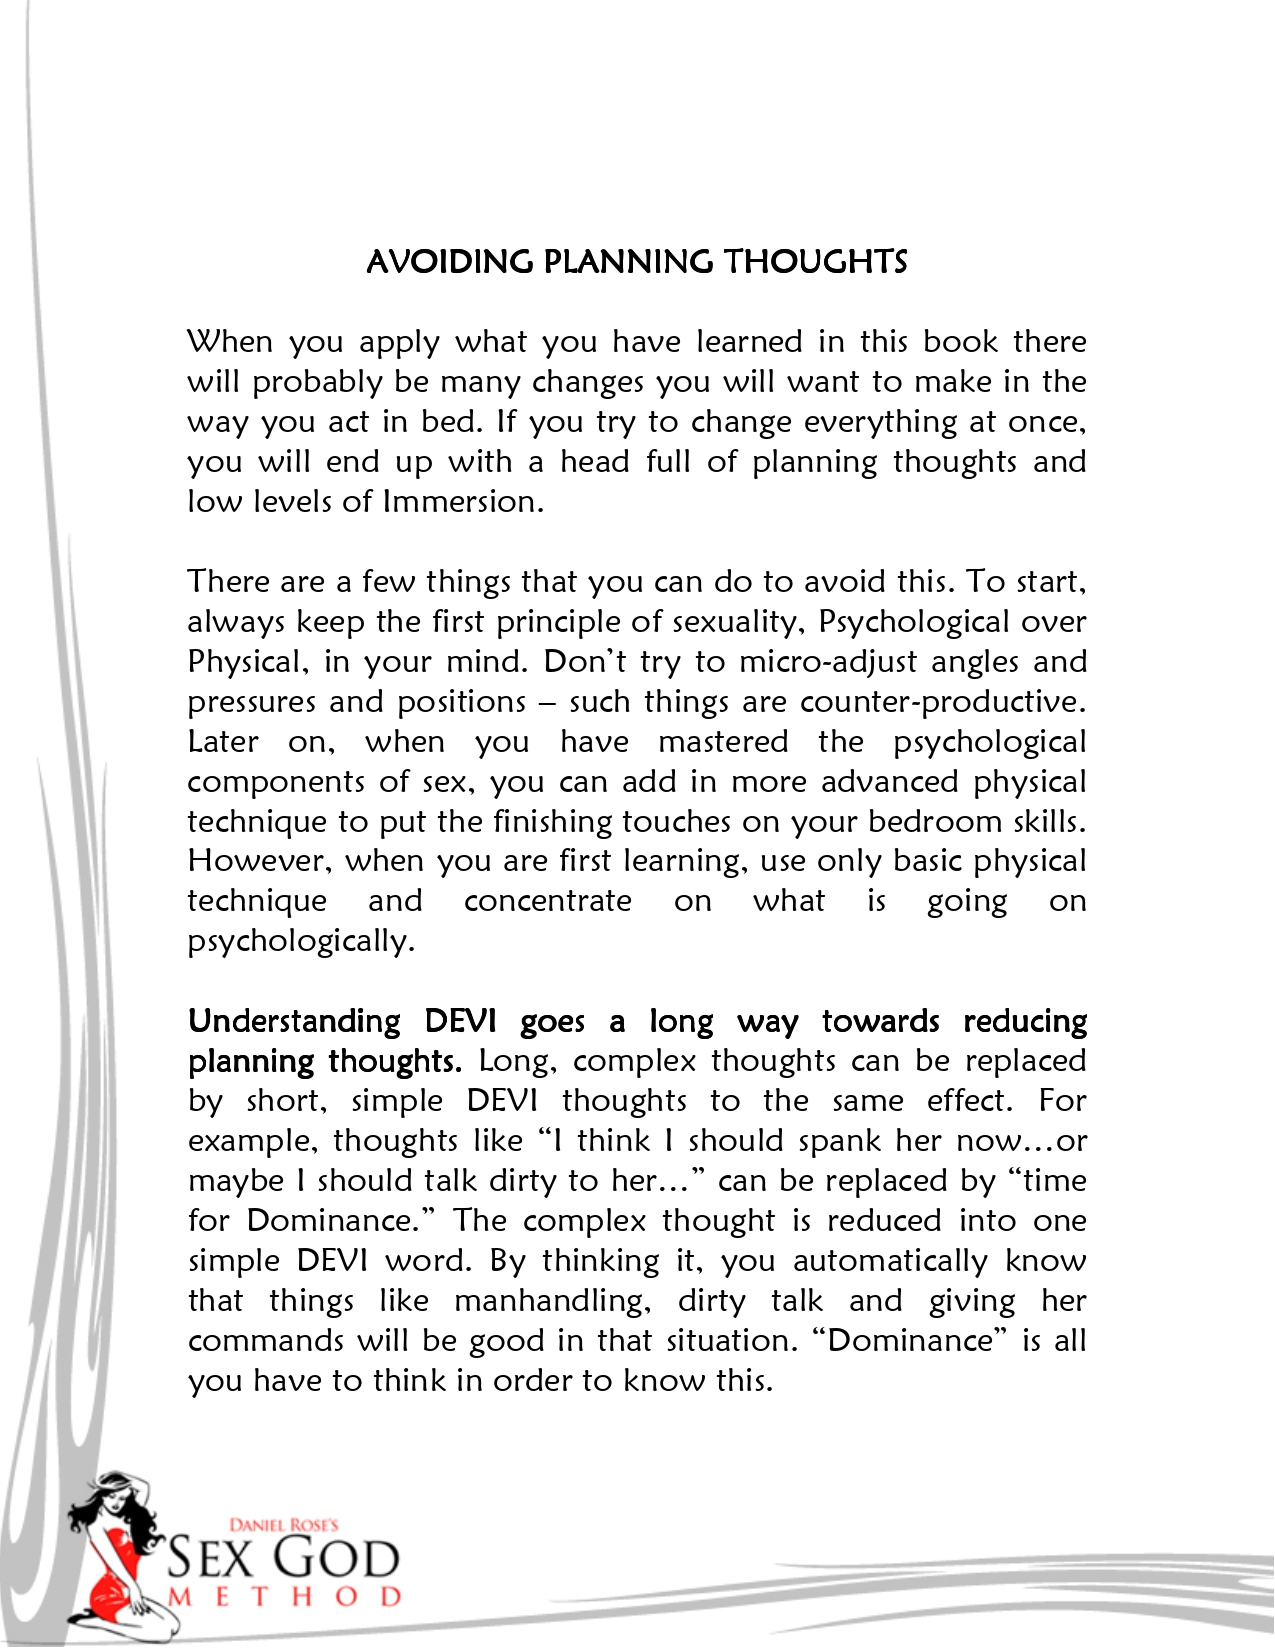 AVOIDING PLANNING THOUGHTS
When you apply what you have learned in this book there
will probably be many changes you will want to make in the
way you act in bed. If you try to change everything at once,
you will end up with a head full of planning thoughts and
low levels of Immersion.
There are a few things that you can do to avoid this. To start,
always keep the first principle of sexuality, Psychological over
Physical, in your mind. Don’t try to micro-adjust angles and
pressures and positions – such things are counter-productive.
Later on, when you have mastered the psychological
components of sex, you can add in more advanced physical
technique to put the finishing touches on your bedroom skills.
However, when you are first learning, use only basic physical
technique and concentrate on what is going on
psychologically.
Understanding DEVI goes a long way towards reducing
planning thoughts. Long, complex thoughts can be replaced
by short, simple DEVI thoughts to the same effect. For
example, thoughts like “I think I should spank her now…or
maybe I should talk dirty to her…” can be replaced by “time
for Dominance.” The complex thought is reduced into one
simple DEVI word. By thinking it, you automatically know
that things like manhandling, dirty talk and giving her
commands will be good in that situation. “Dominance” is all
you have to think in order to know this.
DANIEL ROSE'S
SEX GOD
METHOD